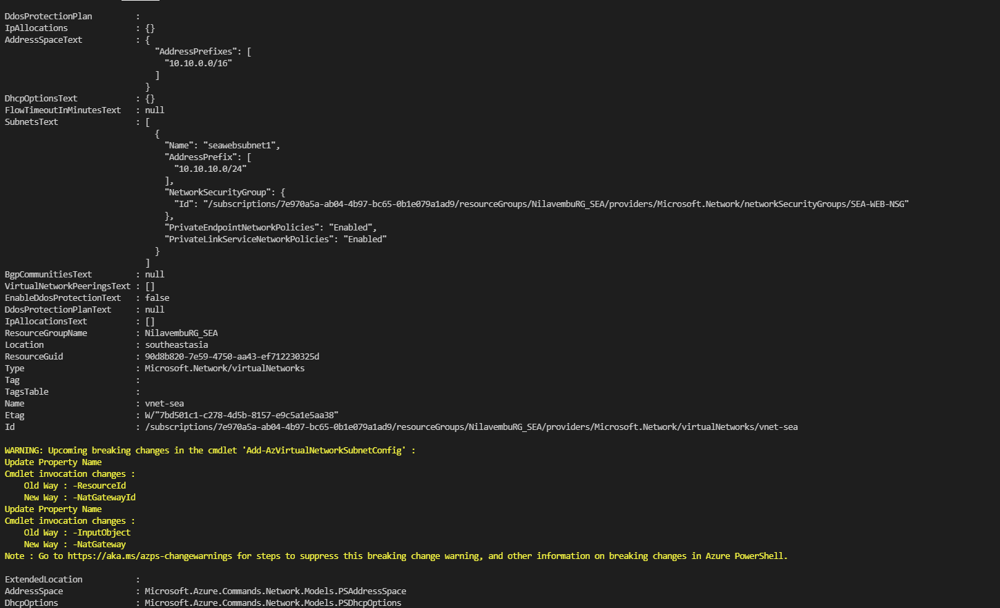 DdosProtectionPlan :
IpAllocations : {}
AddressSpaceText : {
"AddressPrefixes": [
"10.10.0.0/16"
]
}
DhcpOptionsText : {}
FlowTimeoutInMinutesText : null
SubnetsText : [
{
"Name": "seawebsubnet1",
"AddressPrefix": [
"10.10.10.0/24"
],
"NetworkSecurityGroup": {
"Id": "/subscriptions/7e970a5a-ab04-4b97-bc65-0b1e079a1ad9/resourceGroups/NilavembuRG_SEA/providers/Microsoft.Network/networkSecurityGroups/SEA-WEB-NSG"
},
"PrivateEndpointNetworkPolicies": "Enabled",
"PrivateLinkServiceNetworkPolicies": "Enabled"
}
]
BgpCommunitiesText : null
VirtualNetworkPeeringsText : []
EnableDdosProtectionText : false
DdosProtectionPlanText : null
IpAllocationsText : []
ResourceGroupName : NilavembuRG_SEA
Location : southeastasia
ResourceGuid : 90d8b820-7e59-4750-aa43-ef712230325d
Type : Microsoft.Network/virtualNetworks
Tag :
TagsTable :
Name : vnet-sea
Etag : W/"7bd501c1-c278-4d5b-8157-e9c5a1e5aa38"
Id : /subscriptions/7e970a5a-ab04-4b97-bc65-0b1e079a1ad9/resourceGroups/NilavembuRG_SEA/providers/Microsoft.Network/virtualNetworks/vnet-sea
WARNING: Upcoming breaking changes in the cmdlet 'Add-AzVirtualNetworkSubnetConfig' :
Update Property Name
Cmdlet invocation changes :
Old Way : -ResourceId
New Way : -NatGatewayId
Update Property Name
Cmdlet invocation changes :
Old Way : -InputObject
New Way : -NatGateway
Note : Go to https://aka.ms/azps-changewarnings for steps to suppress this breaking change warning, and other information on breaking changes in Azure PowerShell.
ExtendedLocation :
AddressSpace : Microsoft.Azure.Commands.Network.Models.PSAddressSpace
DhcpOptions : Microsoft.Azure.Commands.Network.Models.PSDhcpOptions